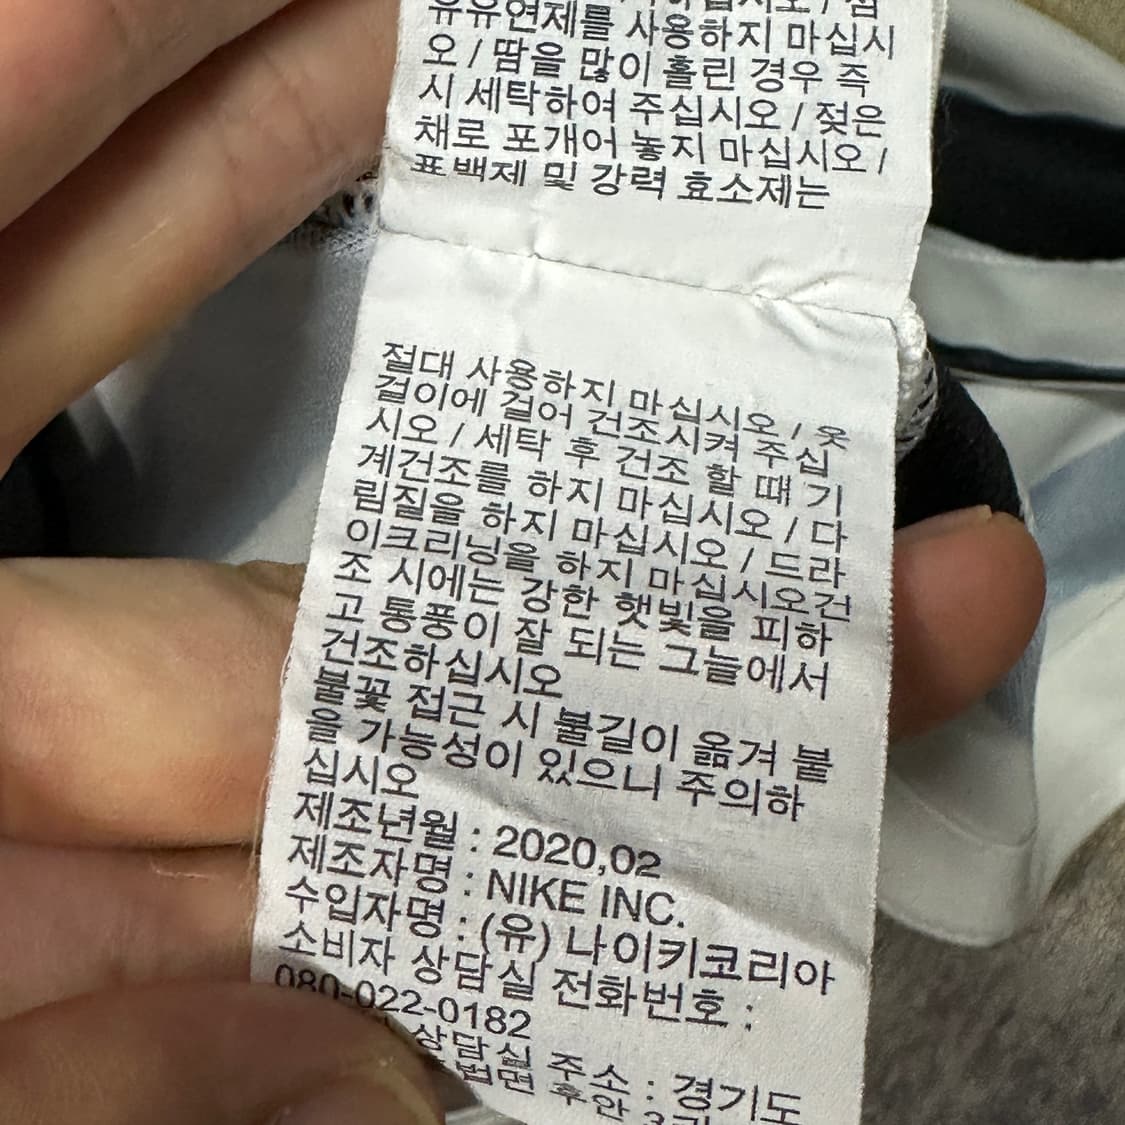 유유연제를 사용하지 마십시
오 / 땀을 많이 흘린 경우 즉
시 세탁하여 주십시오 / 젖은
채로 포개어 놓지 마십시오 /
표백제 및 강력 효소제는
절대 사용하지 마십시오 / 옷
걸이에 걸어 건조시켜 주십
시오 / 세탁 후 건조 할 때 기
계건조를 하지 마십시오 / 다
림질을 하지 마십시오 / 드라
이크리닝을 하지 마십시오건
조 시에는 강한 햇빛을 피하
고 통풍이 잘 되는 그늘에서
건조하십시오
불꽃 접근 시 불길이 옮겨 붙
을 가능성이 있으니 주의하
십시오
제조년월 : 2020,02
제조자명 : NIKE INC.
수입자명 : (유) 나이키코리아
소비자 상담실 전화번호 :
080-022-0182
상담실 주소 : 경기도
법면 후안